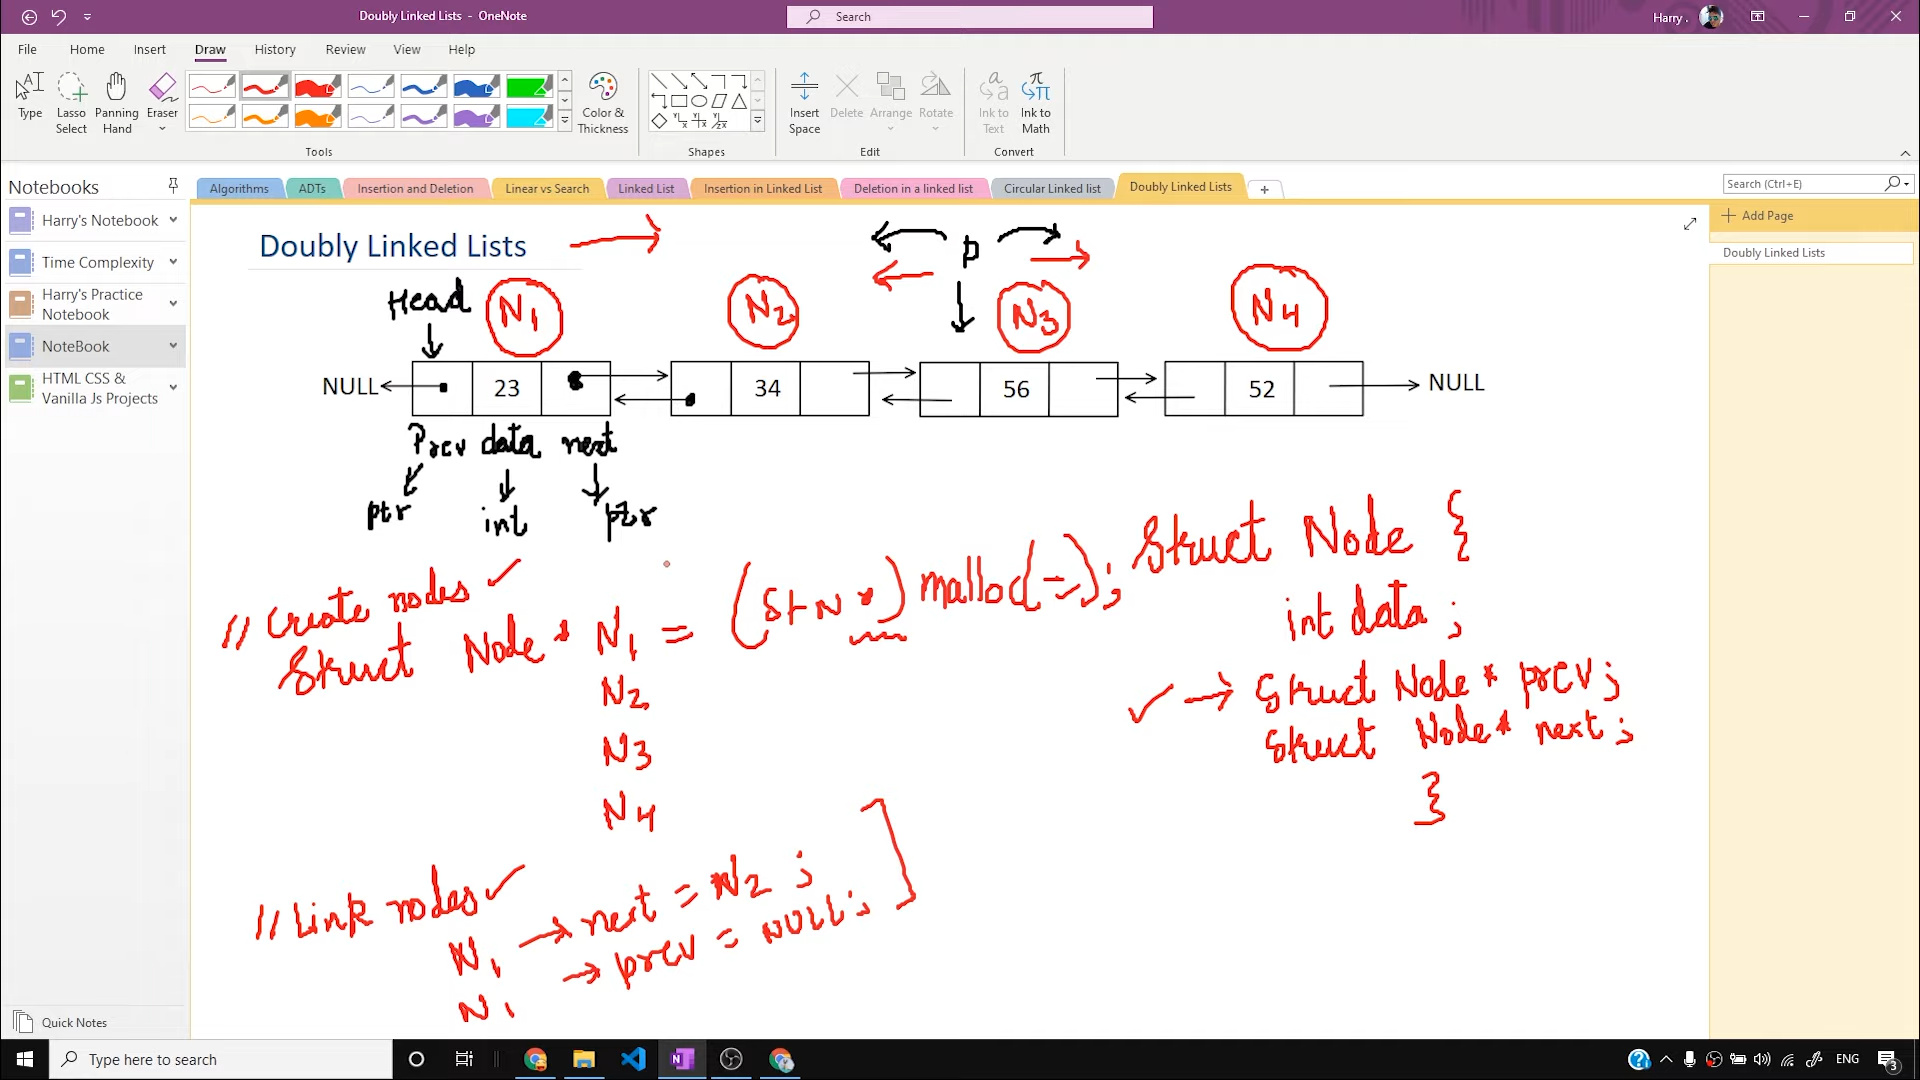 Doubly Linked Lists - OneNote
Search
Harry .
File Home Insert Draw History Review View Help
Type
Lasso Select
Panning Hand
Eraser
Color & Thickness
Insert Space
Delete
Arrange
Rotate
Ink to Text
Ink to Math
Tools
Shapes
Edit
Convert
Notebooks
Algorithms
ADTs
Insertion and Deletion
Linear vs Search
Linked List
Insertion in Linked List
Deletion in a linked list
Circular Linked list
Doubly Linked Lists
Search (Ctrl+E)
Add Page
Doubly Linked Lists
Harry's Notebook
Time Complexity
Harry's Practice
Notebook
NoteBook
HTML CSS &
Vanilla Js Projects
Quick Notes
Doubly Linked Lists
p
Head
N1 N2 N3 N4
NULL 23 34 56 52 NULL
Prev data next
ptr int ptr
// Create nodes
Struct Node * N1 = (St N *) malloc(-);
N2
N3
N4
Struct Node {
int data ;
Struct Node * prev ;
Struct Node * next ;
}
// Link nodes
N1 → next = N2 ;
N1 → prev = NULL ;
Type here to search
ENG
3